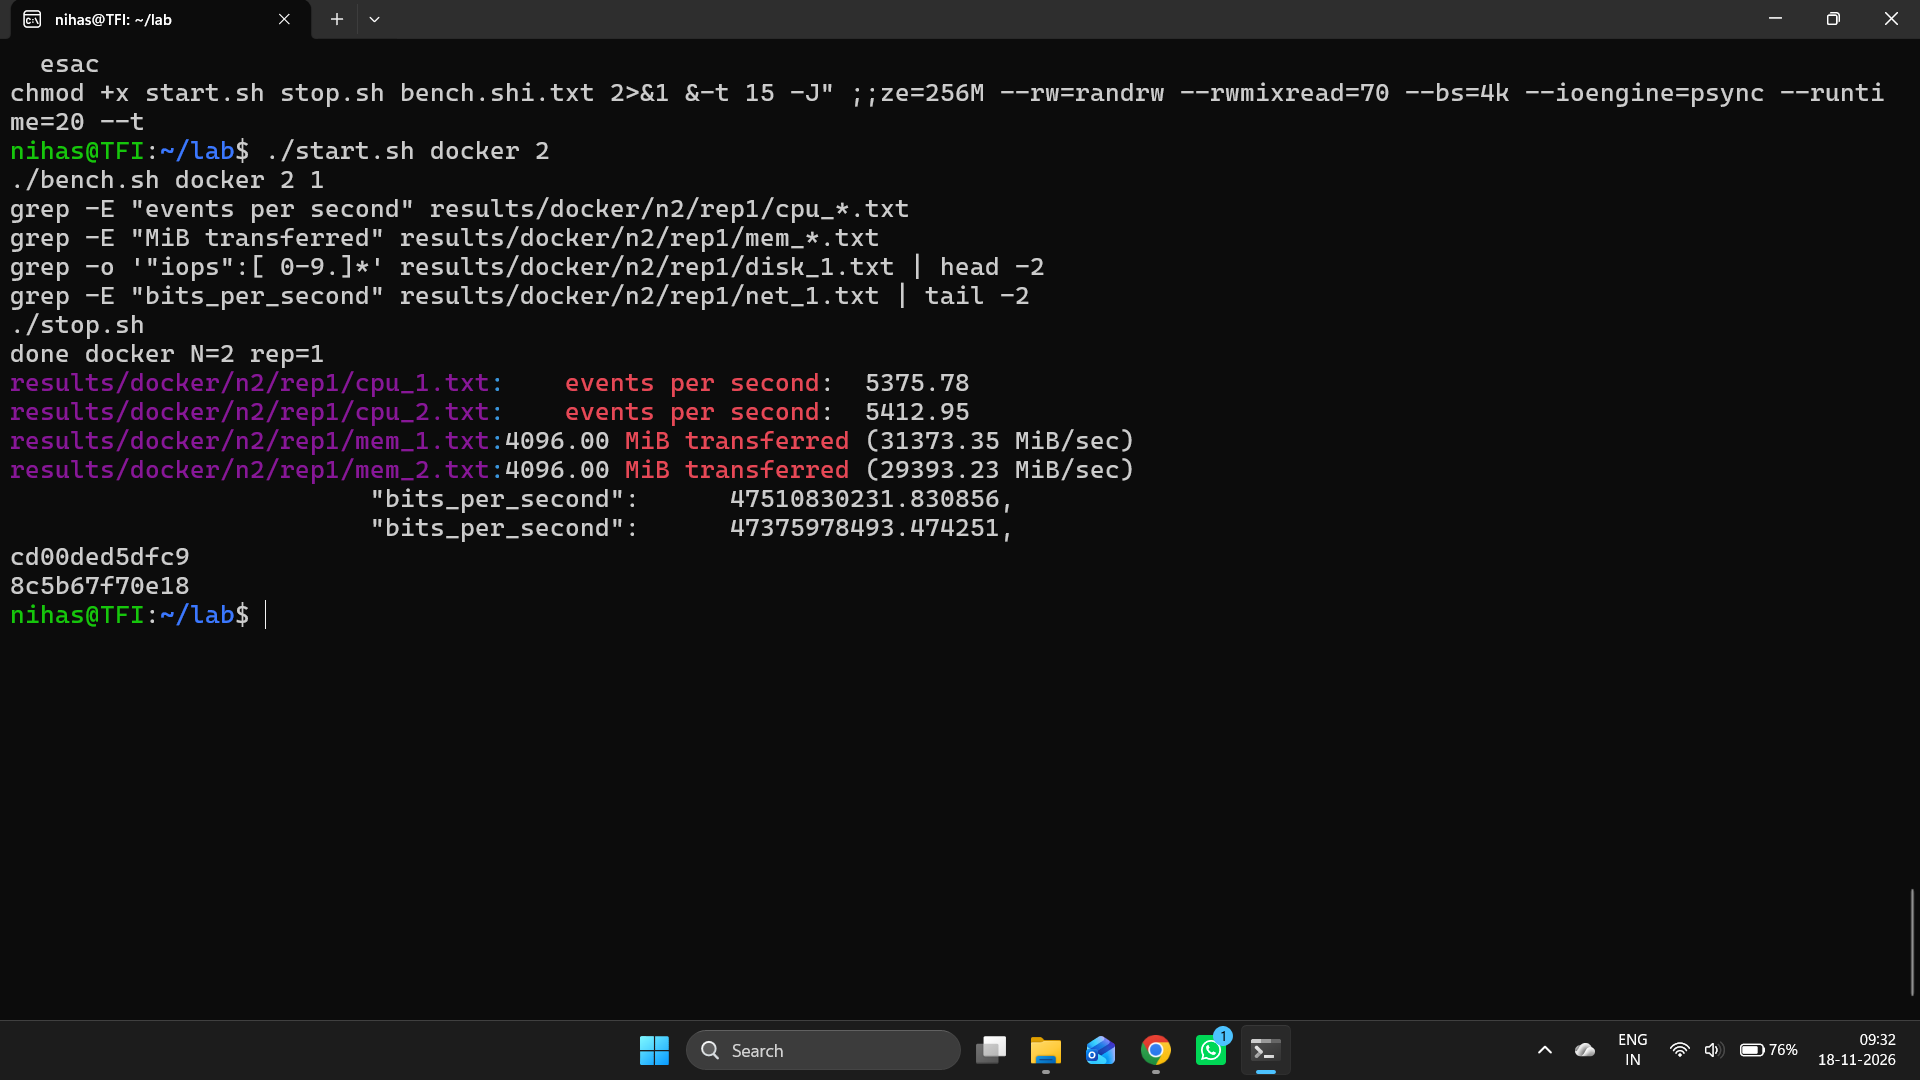 nihas@TFI: ~/lab
esac
chmod +x start.sh stop.sh bench.shi.txt 2>&1 &-t 15 -J" ;;ze=256M --rw=randrw --rwmixread=70 --bs=4k --ioengine=psync --runti
me=20 --t
nihas@TFI:~/lab$ ./start.sh docker 2
./bench.sh docker 2 1
grep -E "events per second" results/docker/n2/rep1/cpu_*.txt
grep -E "MiB transferred" results/docker/n2/rep1/mem_*.txt
grep -o '"iops":[ 0-9.]*' results/docker/n2/rep1/disk_1.txt | head -2
grep -E "bits_per_second" results/docker/n2/rep1/net_1.txt | tail -2
./stop.sh
done docker N=2 rep=1
results/docker/n2/rep1/cpu_1.txt:    events per second:  5375.78
results/docker/n2/rep1/cpu_2.txt:    events per second:  5412.95
results/docker/n2/rep1/mem_1.txt:4096.00 MiB transferred (31373.35 MiB/sec)
results/docker/n2/rep1/mem_2.txt:4096.00 MiB transferred (29393.23 MiB/sec)
"bits_per_second":      47510830231.830856,
"bits_per_second":      47375978493.474251,
cd00ded5dfc9
8c5b67f70e18
nihas@TFI:~/lab$
Search
1
ENG
IN
76%
09:32
18-11-2026